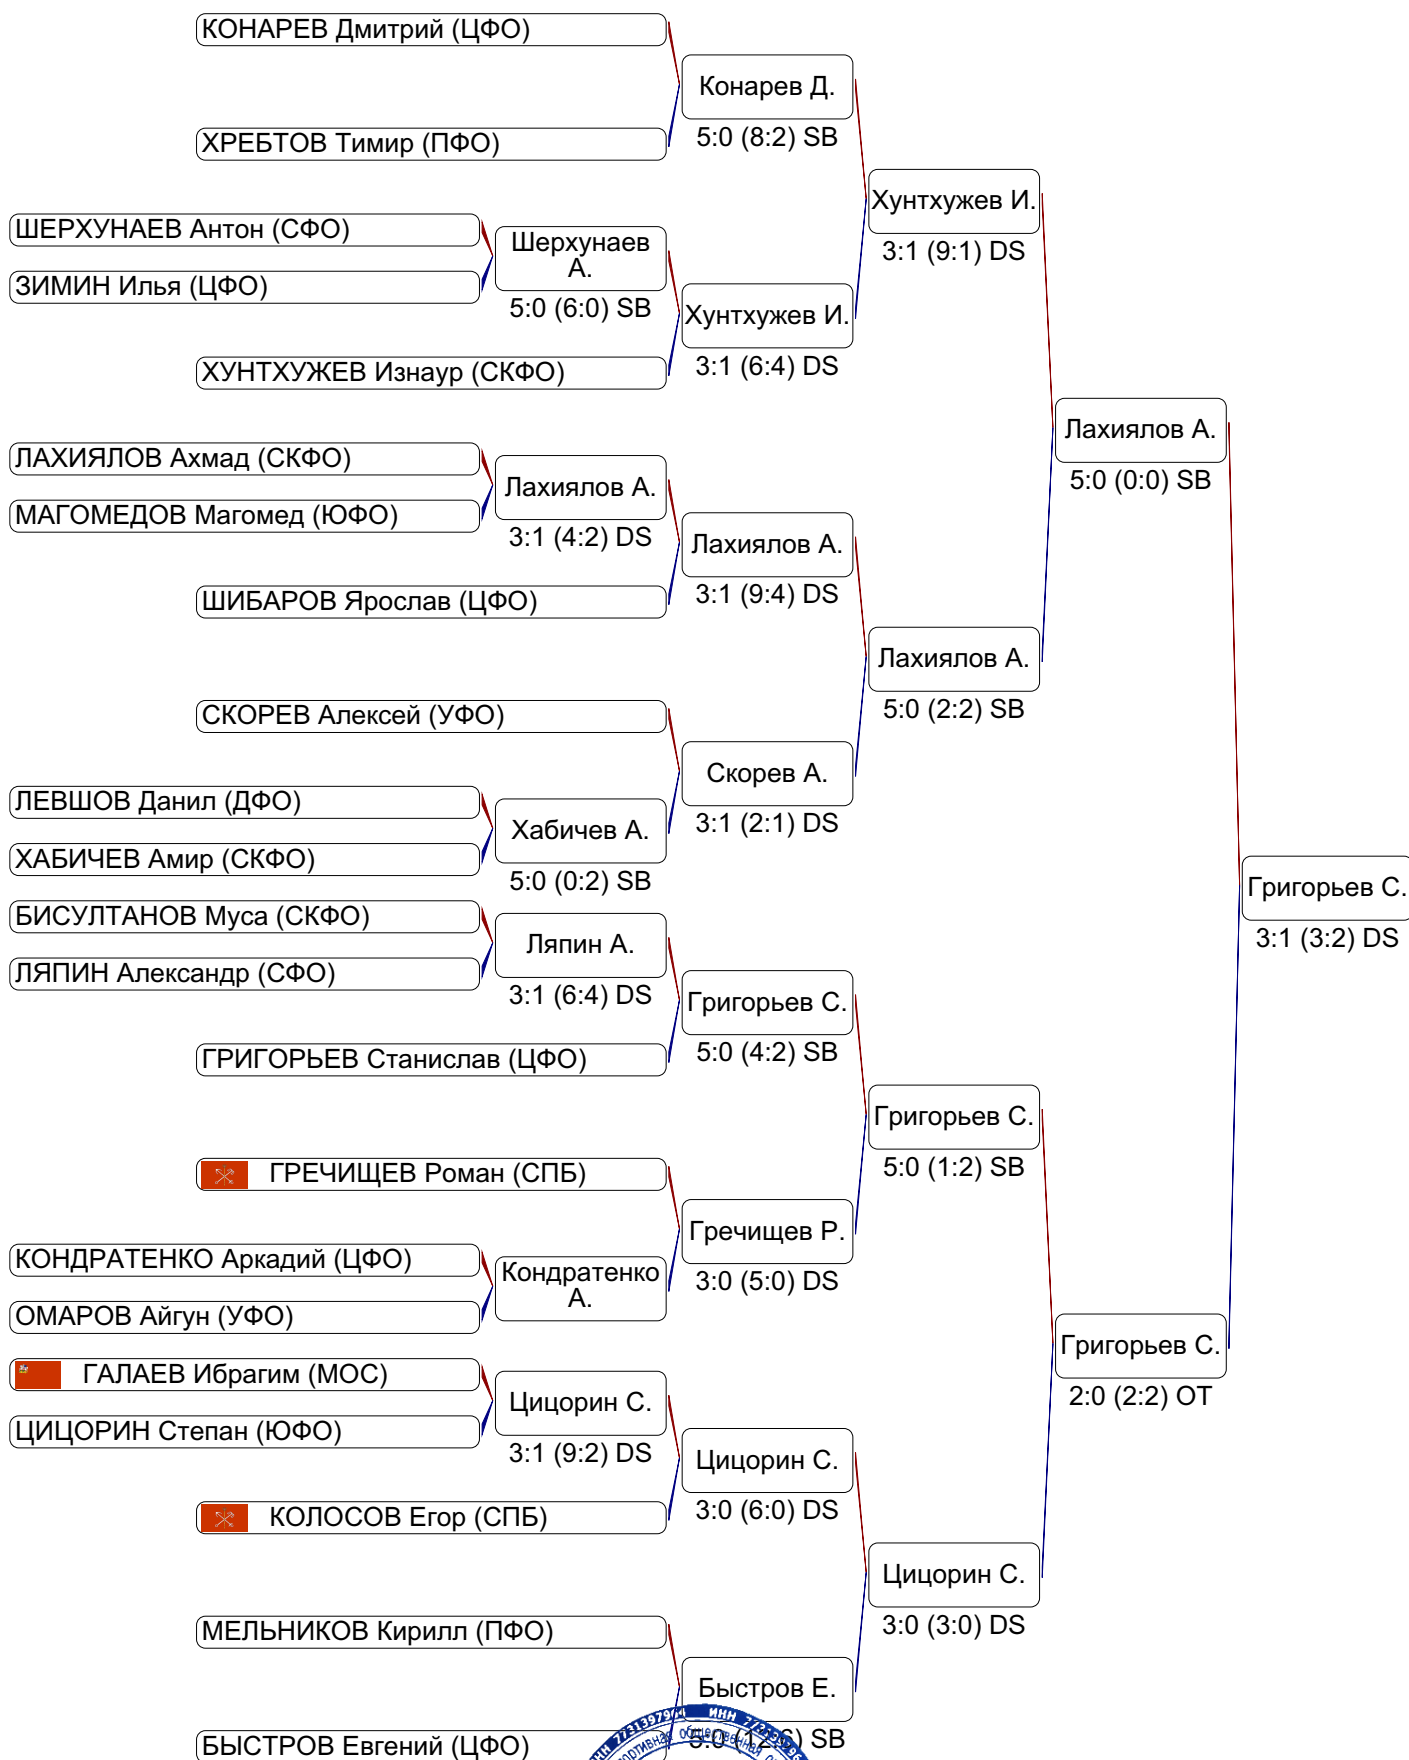 КОНАРЕВ Дмитрий (ЦФО)
Конарев Д.
5:0 (8:2) SB
ХРЕБТОВ Тимир (ПФО)
Хунтхужев И.
3:1 (9:1) DS
ШЕРХУНАЕВ Антон (СФО)
Шерхунаев
А.
5:0 (6:0) SB
ЗИМИН Илья (ЦФО)
Хунтхужев И.
3:1 (6:4) DS
ХУНТХУЖЕВ Изнаур (СКФО)
Лахиялов А.
5:0 (0:0) SB
ЛАХИЯЛОВ Ахмад (СКФО)
Лахиялов А.
3:1 (4:2) DS
МАГОМЕДОВ Магомед (ЮФО)
Лахиялов А.
3:1 (9:4) DS
ШИБАРОВ Ярослав (ЦФО)
Лахиялов А.
5:0 (2:2) SB
СКОРЕВ Алексей (УФО)
Скорев А.
3:1 (2:1) DS
ЛЕВШОВ Данил (ДФО)
Хабичев А.
5:0 (0:2) SB
ХАБИЧЕВ Амир (СКФО)
Григорьев С.
3:1 (3:2) DS
БИСУЛТАНОВ Муса (СКФО)
Ляпин А.
3:1 (6:4) DS
ЛЯПИН Александр (СФО)
Григорьев С.
5:0 (4:2) SB
ГРИГОРЬЕВ Станислав (ЦФО)
Григорьев С.
5:0 (1:2) SB
ГРЕЧИЩЕВ Роман (СПБ)
Гречищев Р.
3:0 (5:0) DS
КОНДРАТЕНКО Аркадий (ЦФО)
Кондратенко
А.
ОМАРОВ Айгун (УФО)
Григорьев С.
2:0 (2:2) OT
ГАЛАЕВ Ибрагим (МОС)
Цицорин С.
3:1 (9:2) DS
ЦИЦОРИН Степан (ЮФО)
Цицорин С.
3:0 (6:0) DS
КОЛОСОВ Егор (СПБ)
Цицорин С.
3:0 (3:0) DS
МЕЛЬНИКОВ Кирилл (ПФО)
Быстров Е.
SB
БЫСТРОВ Евгений (ЦФО)
ИНН